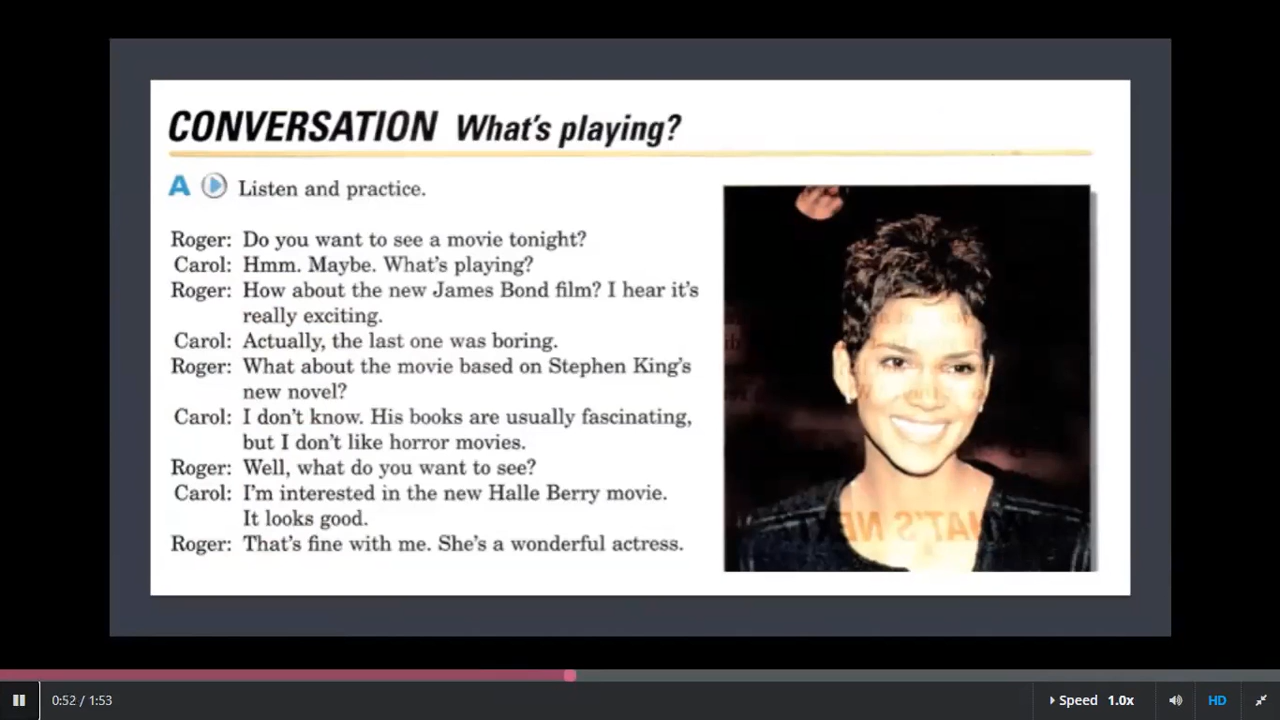 CONVERSATION What's playing?
A Listen and practice.
Roger: Do you want to see a movie tonight?
Carol: Hmm. Maybe. What's playing?
Roger: How about the new James Bond film? I hear it's
really exciting.
Carol: Actually, the last one was boring.
Roger: What about the movie based on Stephen King's
new novel?
Carol: I don't know. His books are usually fascinating,
but I don't like horror movies.
Roger: Well, what do you want to see?
Carol: I'm interested in the new Halle Berry movie.
It looks good.
Roger: That's fine with me. She's a wonderful actress.
WHAT'S NEXT?
0:52 / 1:53
Speed 1.0x
HD